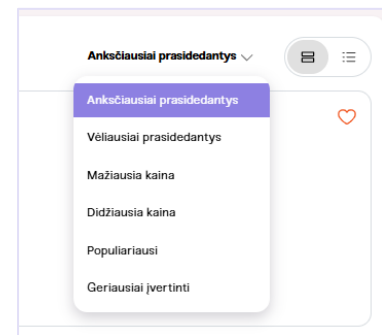 Anksčiausiai prasidedantys
Anksčiausiai prasidedantys
Vėliausiai prasidedantys
Mažiausia kaina
Didžiausia kaina
Populiariausi
Geriausiai įvertinti